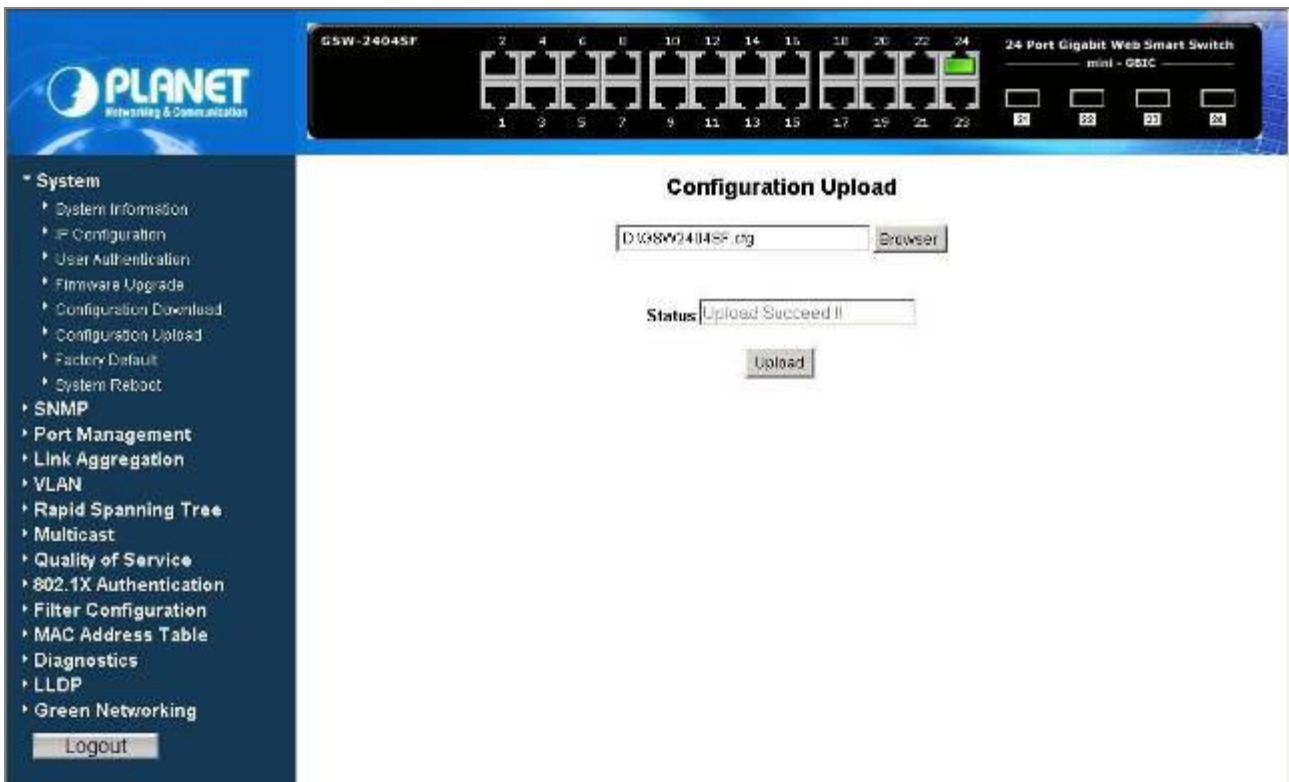 PLANET
Networking & Communication
GSW-2404SF
2 4 6 8 10 12 14 16 18 20 22 24
1 3 5 7 9 11 13 15 17 19 21 23
24 Port Gigabit Web Smart Switch
mini - GBIC
21 22 23 24
System
System Information
IP Configuration
User Authentication
Firmware Upgrade
Configuration Download
Configuration Upload
Factory Default
System Reboot
SNMP
Port Management
Link Aggregation
VLAN
Rapid Spanning Tree
Multicast
Quality of Service
802.1X Authentication
Filter Configuration
MAC Address Table
Diagnostics
LLDP
Green Networking
Logout
Configuration Upload
D:\GSW2404SF.cfg Browser
Status Upload Succeed !!
Upload